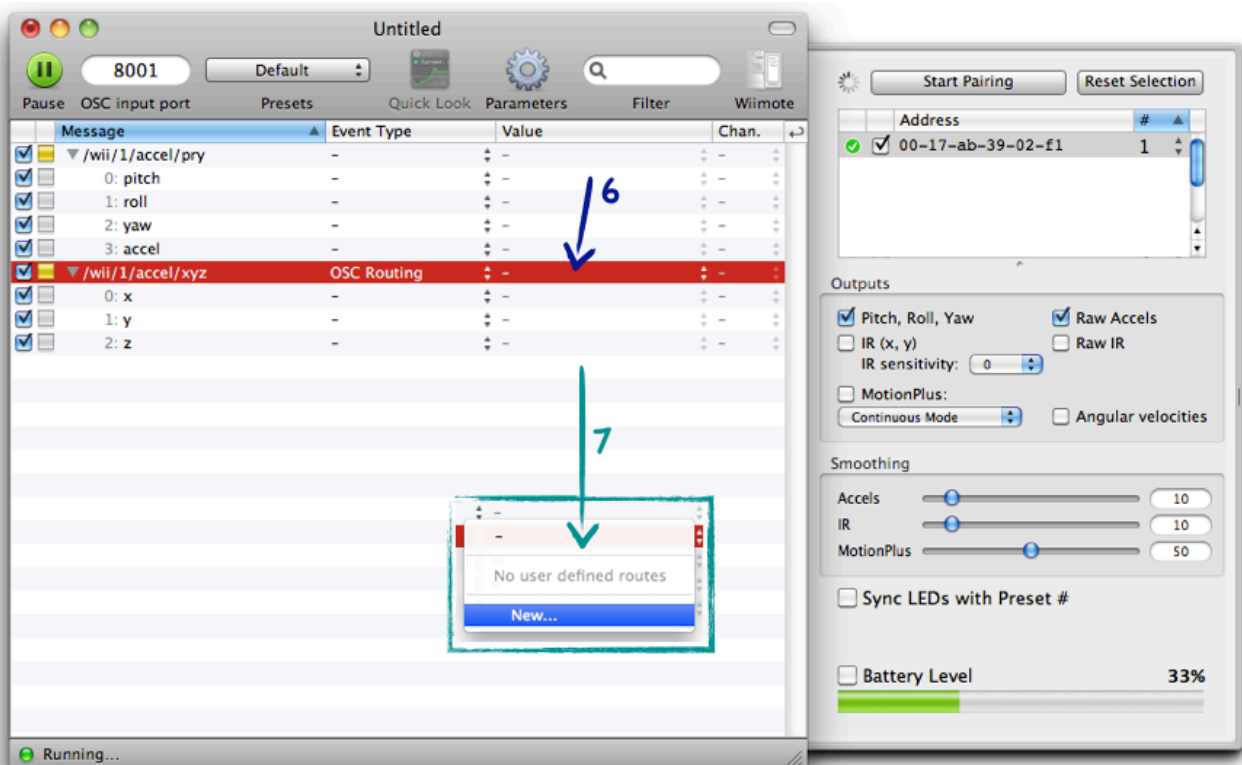 Untitled
8001
Default
Pause OSC input port Presets Quick Look Parameters Filter Wiimote
Message Event Type Value Chan.
/wii/1/accel/pry – – –
0: pitch – – –
1: roll – – –
2: yaw – – –
3: accel – – –
/wii/1/accel/xyz OSC Routing – –
0: x – – –
1: y – – –
2: z – – –
6
7
–
–
No user defined routes
New...
Running...
Start Pairing Reset Selection
Address #
00-17-ab-39-02-f1 1
Outputs
Pitch, Roll, Yaw Raw Accels
IR (x, y) Raw IR
IR sensitivity: 0
MotionPlus:
Continuous Mode Angular velocities
Smoothing
Accels 10
IR 10
MotionPlus 50
Sync LEDs with Preset #
Battery Level 33%